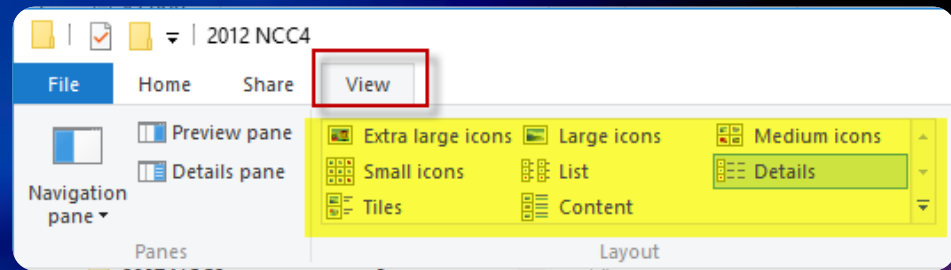 2012 NCC4
File Home Share View
Preview pane
Details pane
Navigation
pane
Panes
Extra large icons Large icons Medium icons
Small icons List Details
Tiles Content
Layout